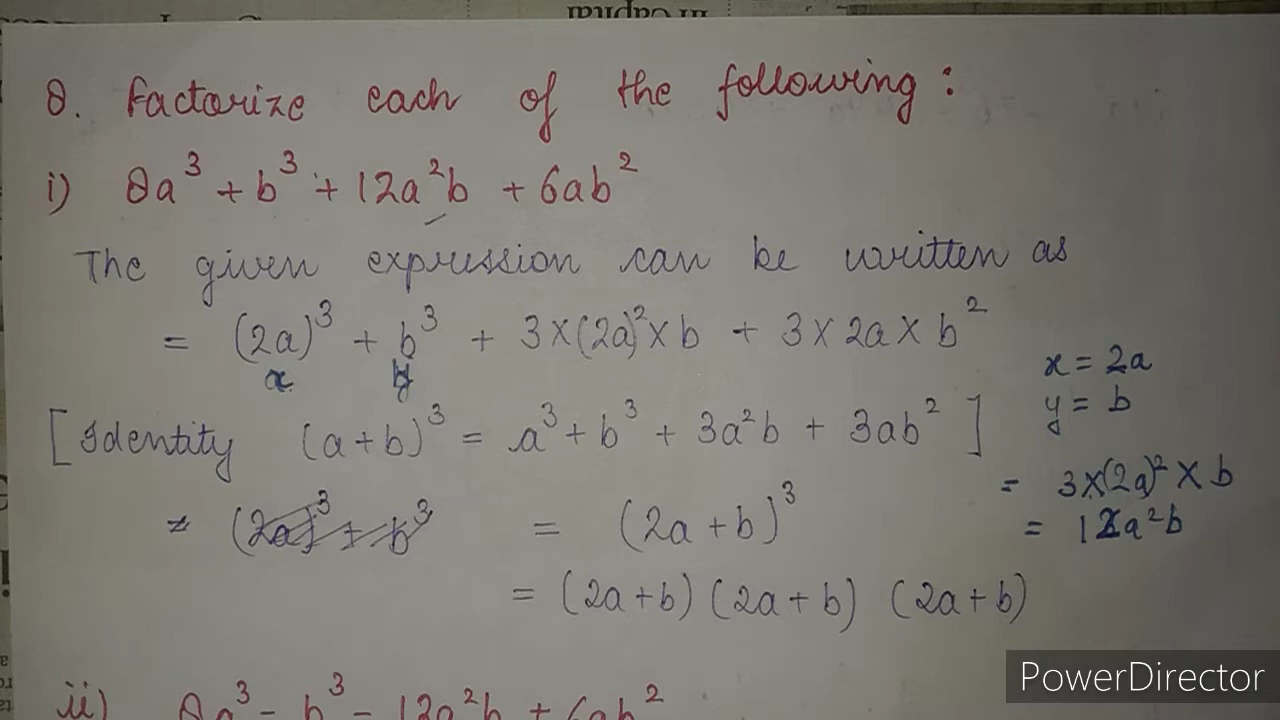 in capital
Q. Factorize each of the following :
i) 8a³ + b³ + 12a²b + 6ab²
The given expression can be written as
= (2a)³ + b³ + 3×(2a)²×b + 3×2a×b²
x y
x = 2a
y = b
[Identity (a+b)³ = a³ + b³ + 3a²b + 3ab²]
= 3×(2a)²×b
= 12a²b
= (2a)³ + b³ = (2a+b)³
= (2a+b) (2a+b) (2a+b)
ii) 8a³ - b³ - 12a²b + 6ab²
PowerDirector